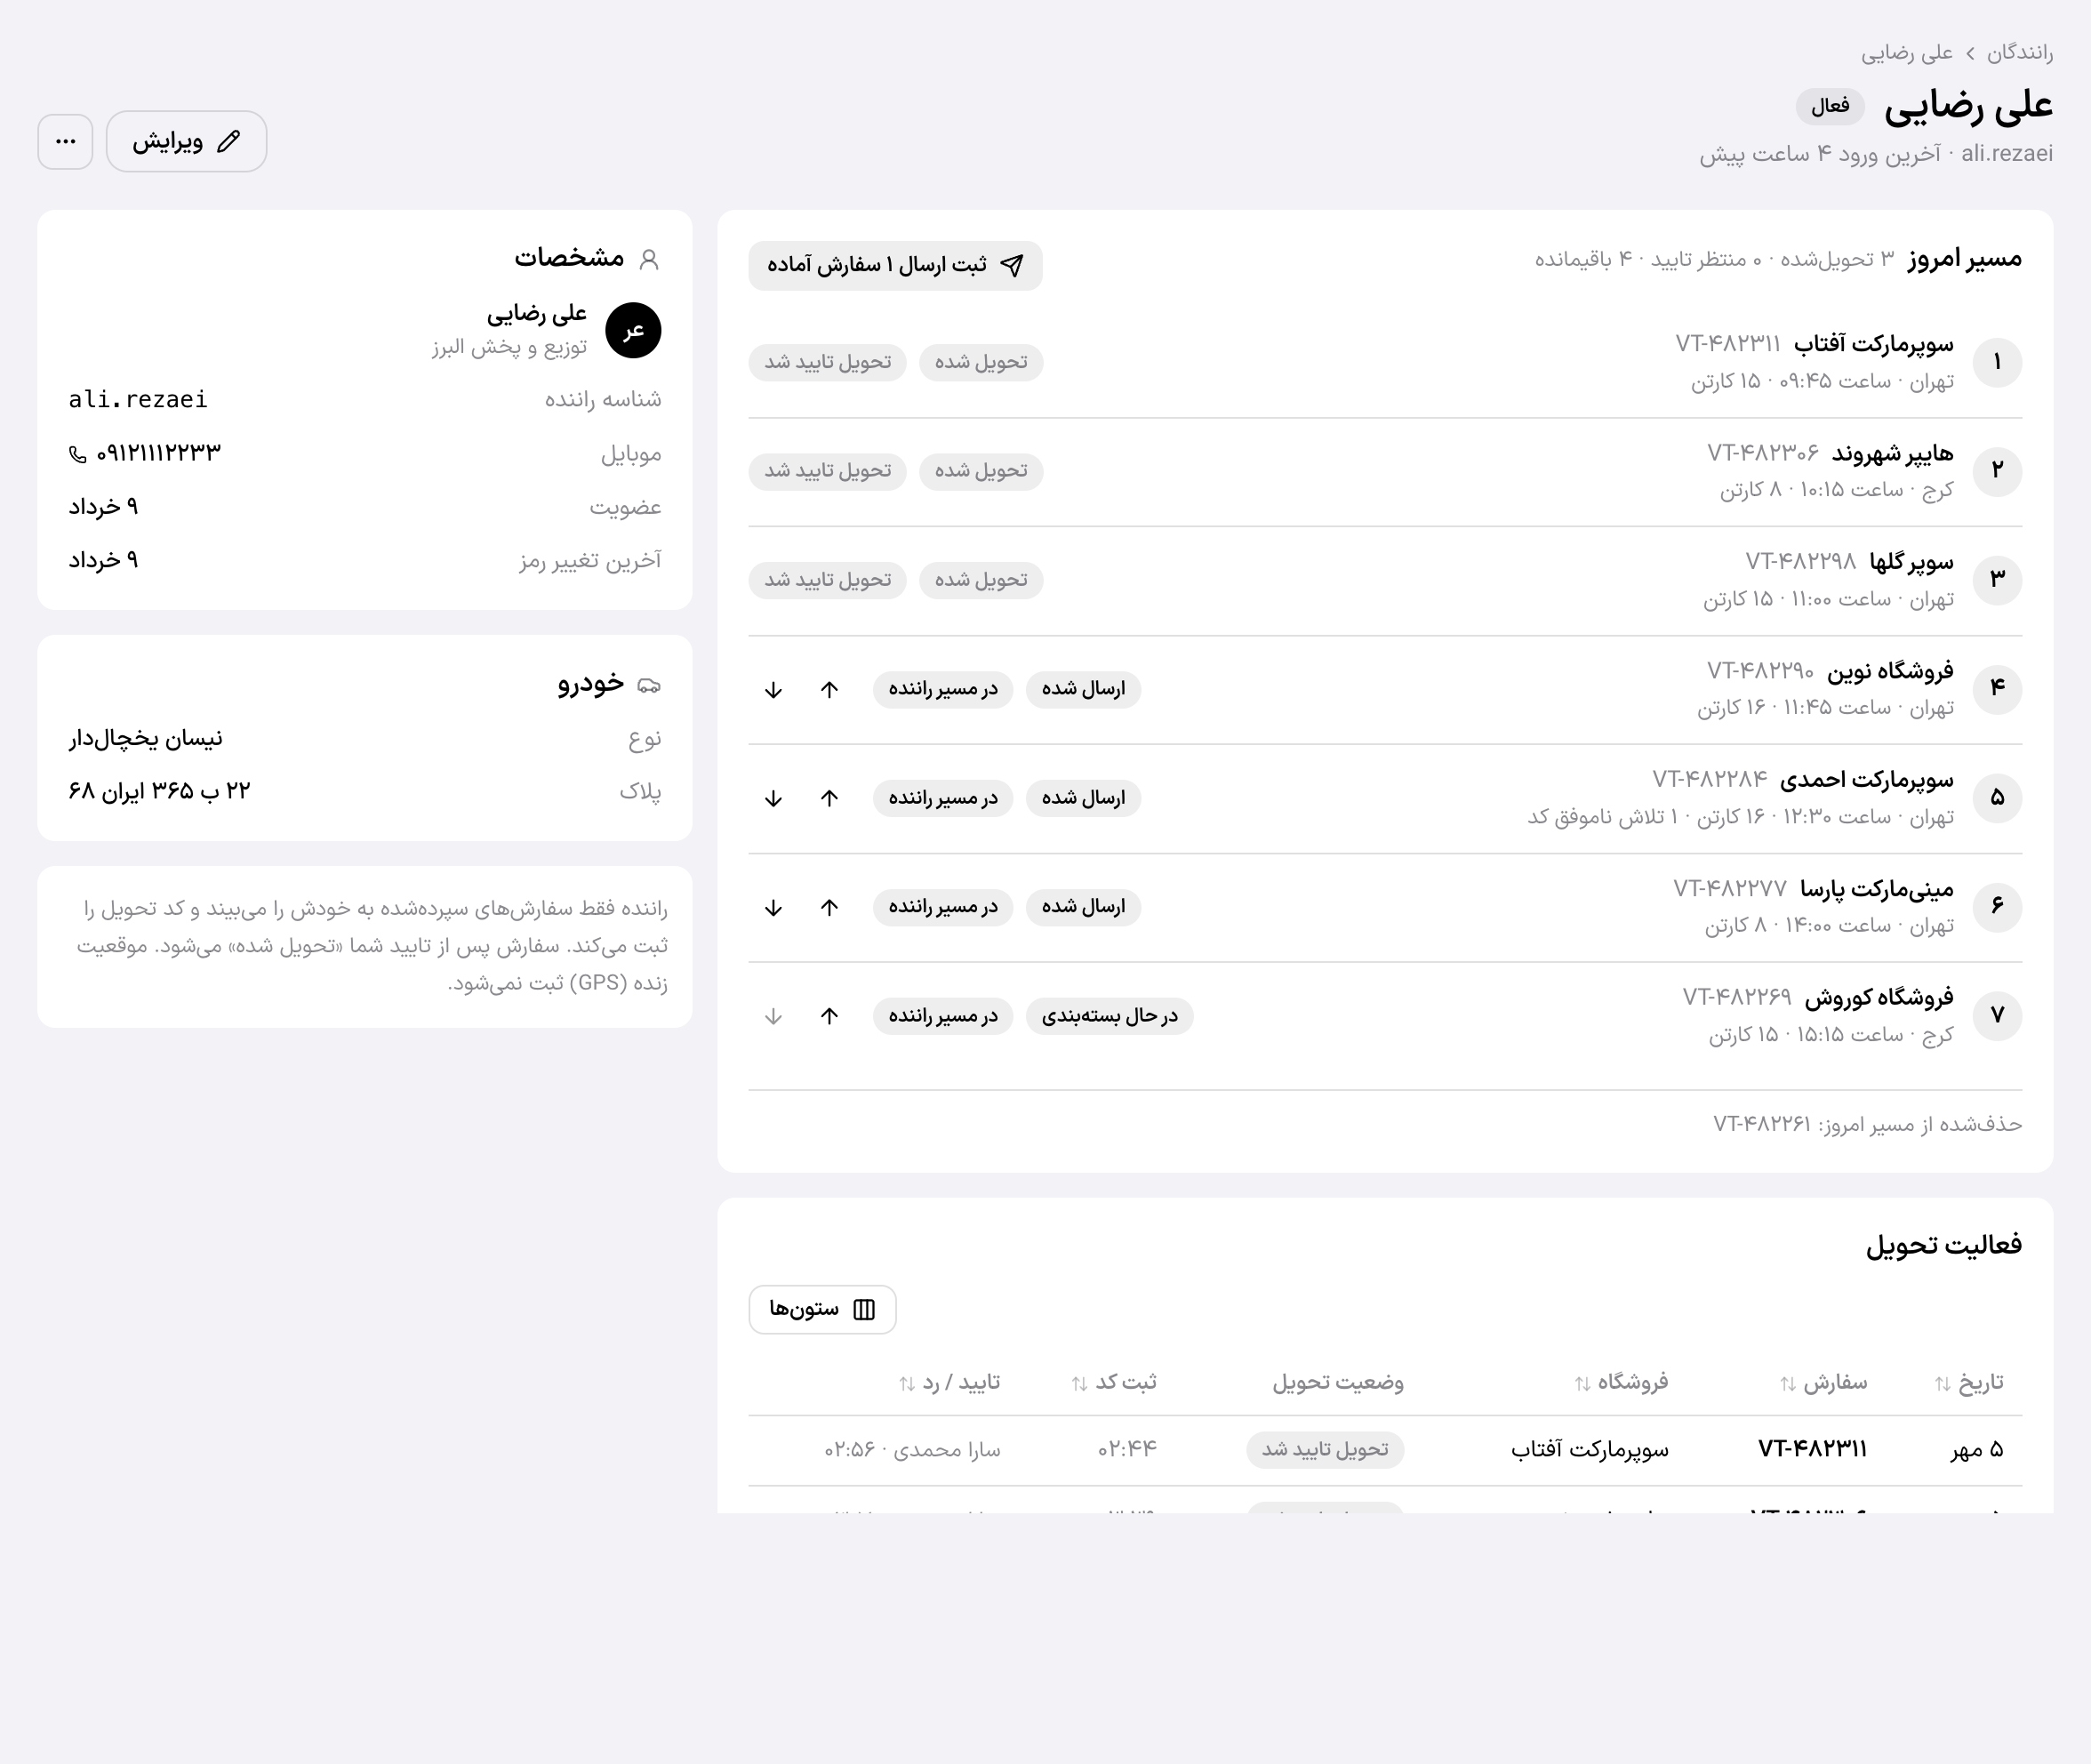 رانندگان › علی رضایی
علی رضایی فعال
ali.rezaei · آخرین ورود ۴ ساعت پیش
ویرایش
مسیر امروز ۳ تحویل‌شده · ۰ منتظر تایید · ۴ باقیمانده
ثبت ارسال ۱ سفارش آماده
۱
سوپرمارکت آفتاب VT-۴۸۲۳۱۱
تهران · ساعت ۰۹:۴۵ · ۱۵ کارتن
تحویل شده تحویل تایید شد
۲
هایپر شهروند VT-۴۸۲۳۰۶
کرج · ساعت ۱۰:۱۵ · ۸ کارتن
تحویل شده تحویل تایید شد
۳
سوپر گلها VT-۴۸۲۲۹۸
تهران · ساعت ۱۱:۰۰ · ۱۵ کارتن
تحویل شده تحویل تایید شد
۴
فروشگاه نوین VT-۴۸۲۲۹۰
تهران · ساعت ۱۱:۴۵ · ۱۶ کارتن
ارسال شده در مسیر راننده
۵
سوپرمارکت احمدی VT-۴۸۲۲۸۴
تهران · ساعت ۱۲:۳۰ · ۱۶ کارتن · ۱ تلاش ناموفق کد
ارسال شده در مسیر راننده
۶
مینی‌مارکت پارسا VT-۴۸۲۲۷۷
تهران · ساعت ۱۴:۰۰ · ۸ کارتن
ارسال شده در مسیر راننده
۷
فروشگاه کوروش VT-۴۸۲۲۶۹
کرج · ساعت ۱۵:۱۵ · ۱۵ کارتن
در حال بسته‌بندی در مسیر راننده
حذف‌شده از مسیر امروز: VT-۴۸۲۲۶۱
فعالیت تحویل
ستون‌ها
تاریخ سفارش فروشگاه وضعیت تحویل ثبت کد تایید / رد
۵ مهر VT-۴۸۲۳۱۱ سوپرمارکت آفتاب تحویل تایید شد ۰۲:۴۴ سارا محمدی · ۰۲:۵۶
مشخصات
عر
علی رضایی
توزیع و پخش البرز
شناسه راننده ali.rezaei
موبایل ۰۹۱۲۱۱۱۲۲۳۳
عضویت ۹ خرداد
آخرین تغییر رمز ۹ خرداد
خودرو
نوع نیسان یخچال‌دار
پلاک ۲۲ ب ۳۶۵ ایران ۶۸
راننده فقط سفارش‌های سپرده‌شده به خودش را می‌بیند و کد تحویل را
ثبت می‌کند. سفارش پس از تایید شما «تحویل شده» می‌شود. موقعیت
زنده (GPS) ثبت نمی‌شود.